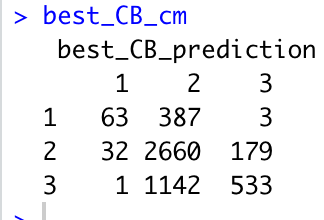 > best_CB_cm
best_CB_prediction
1 2 3
1 63 387 3
2 32 2660 179
3 1 1142 533
>